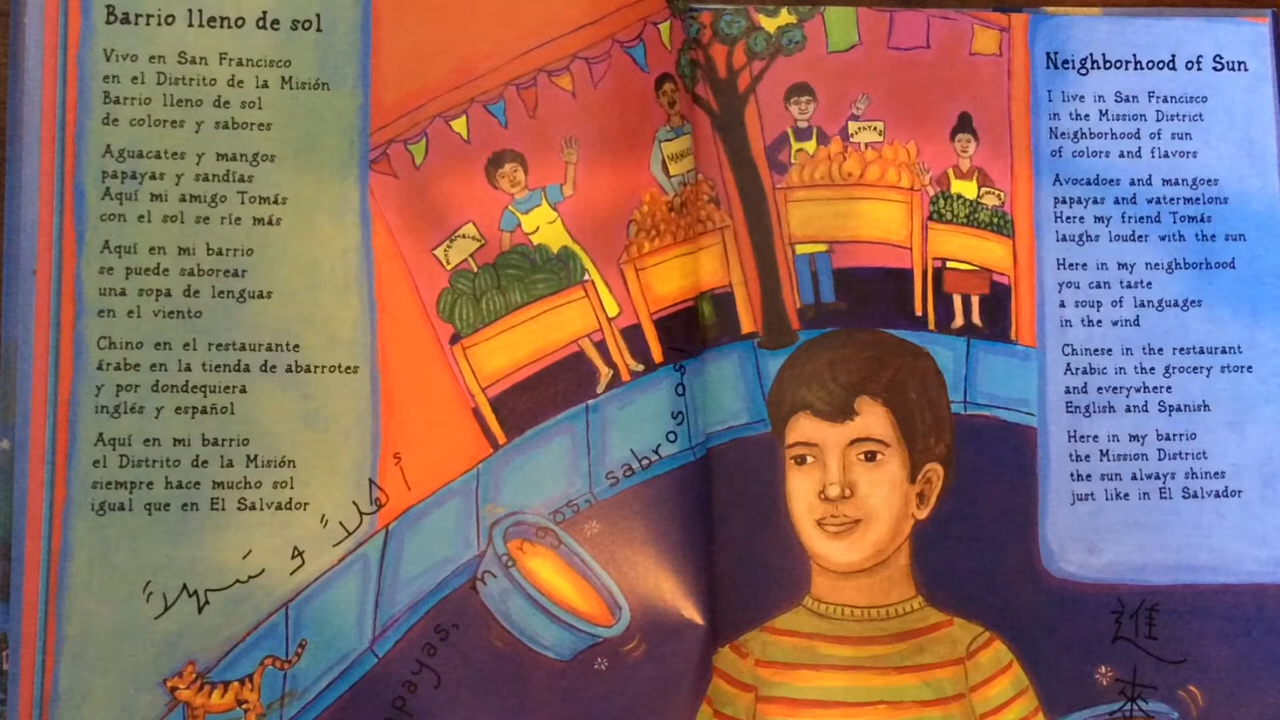 Barrio lleno de sol
Vivo en San Francisco
en el Distrito de la Misión
Barrio lleno de sol
de colores y sabores
Aguacates y mangos
papayas y sandías
Aquí mi amigo Tomás
con el sol se ríe más
Aquí en mi barrio
se puede saborear
una sopa de lenguas
en el viento
Chino en el restaurante
árabe en la tienda de abarrotes
y por dondequiera
inglés y español
Aquí en mi barrio
el Distrito de la Misión
siempre hace mucho sol
igual que en El Salvador
WATERMELON
MANGOS
PAPAYAS
Neighborhood of Sun
I live in San Francisco
in the Mission District
Neighborhood of sun
of colors and flavors
Avocadoes and mangoes
papayas and watermelons
Here my friend Tomás
laughs louder with the sun
Here in my neighborhood
you can taste
a soup of languages
in the wind
Chinese in the restaurant
Arabic in the grocery store
and everywhere
English and Spanish
Here in my barrio
the Mission District
the sun always shines
just like in El Salvador
أهلاً و سهلاً
papayas, mangos, sabrosos!
進
來